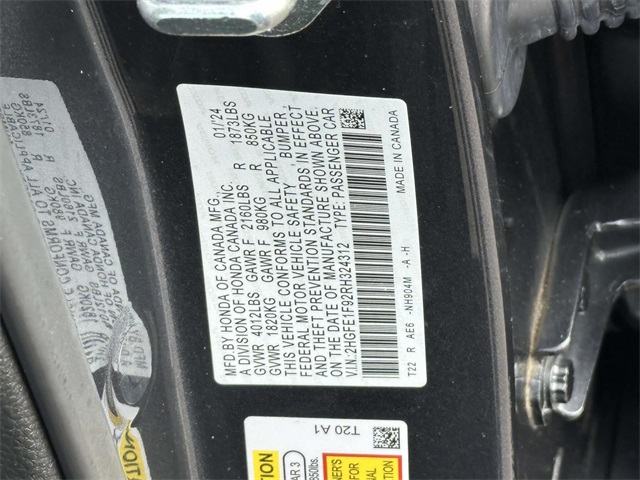 MFD.BY HONDA OF CANADA MFG. 01/24
A DIVISION OF HONDA CANADA INC.
GVWR 4012LBS GAWR F 2160LBS R 1873LBS
GVWR 1820KG GAWR F 980KG R 850KG
THIS VEHICLE CONFORMS TO ALL APPLICABLE
FEDERAL MOTOR VEHICLE SAFETY, BUMPER,
AND THEFT PREVENTION STANDARDS IN EFFECT
ON THE DATE OF MANUFACTURE SHOWN ABOVE.
V.I.N.:2HGFE1F92RH324312 TYPE: PASSENGER CAR
T22 R AE6 -NH904M -A -H MADE IN CANADA
T20 A1